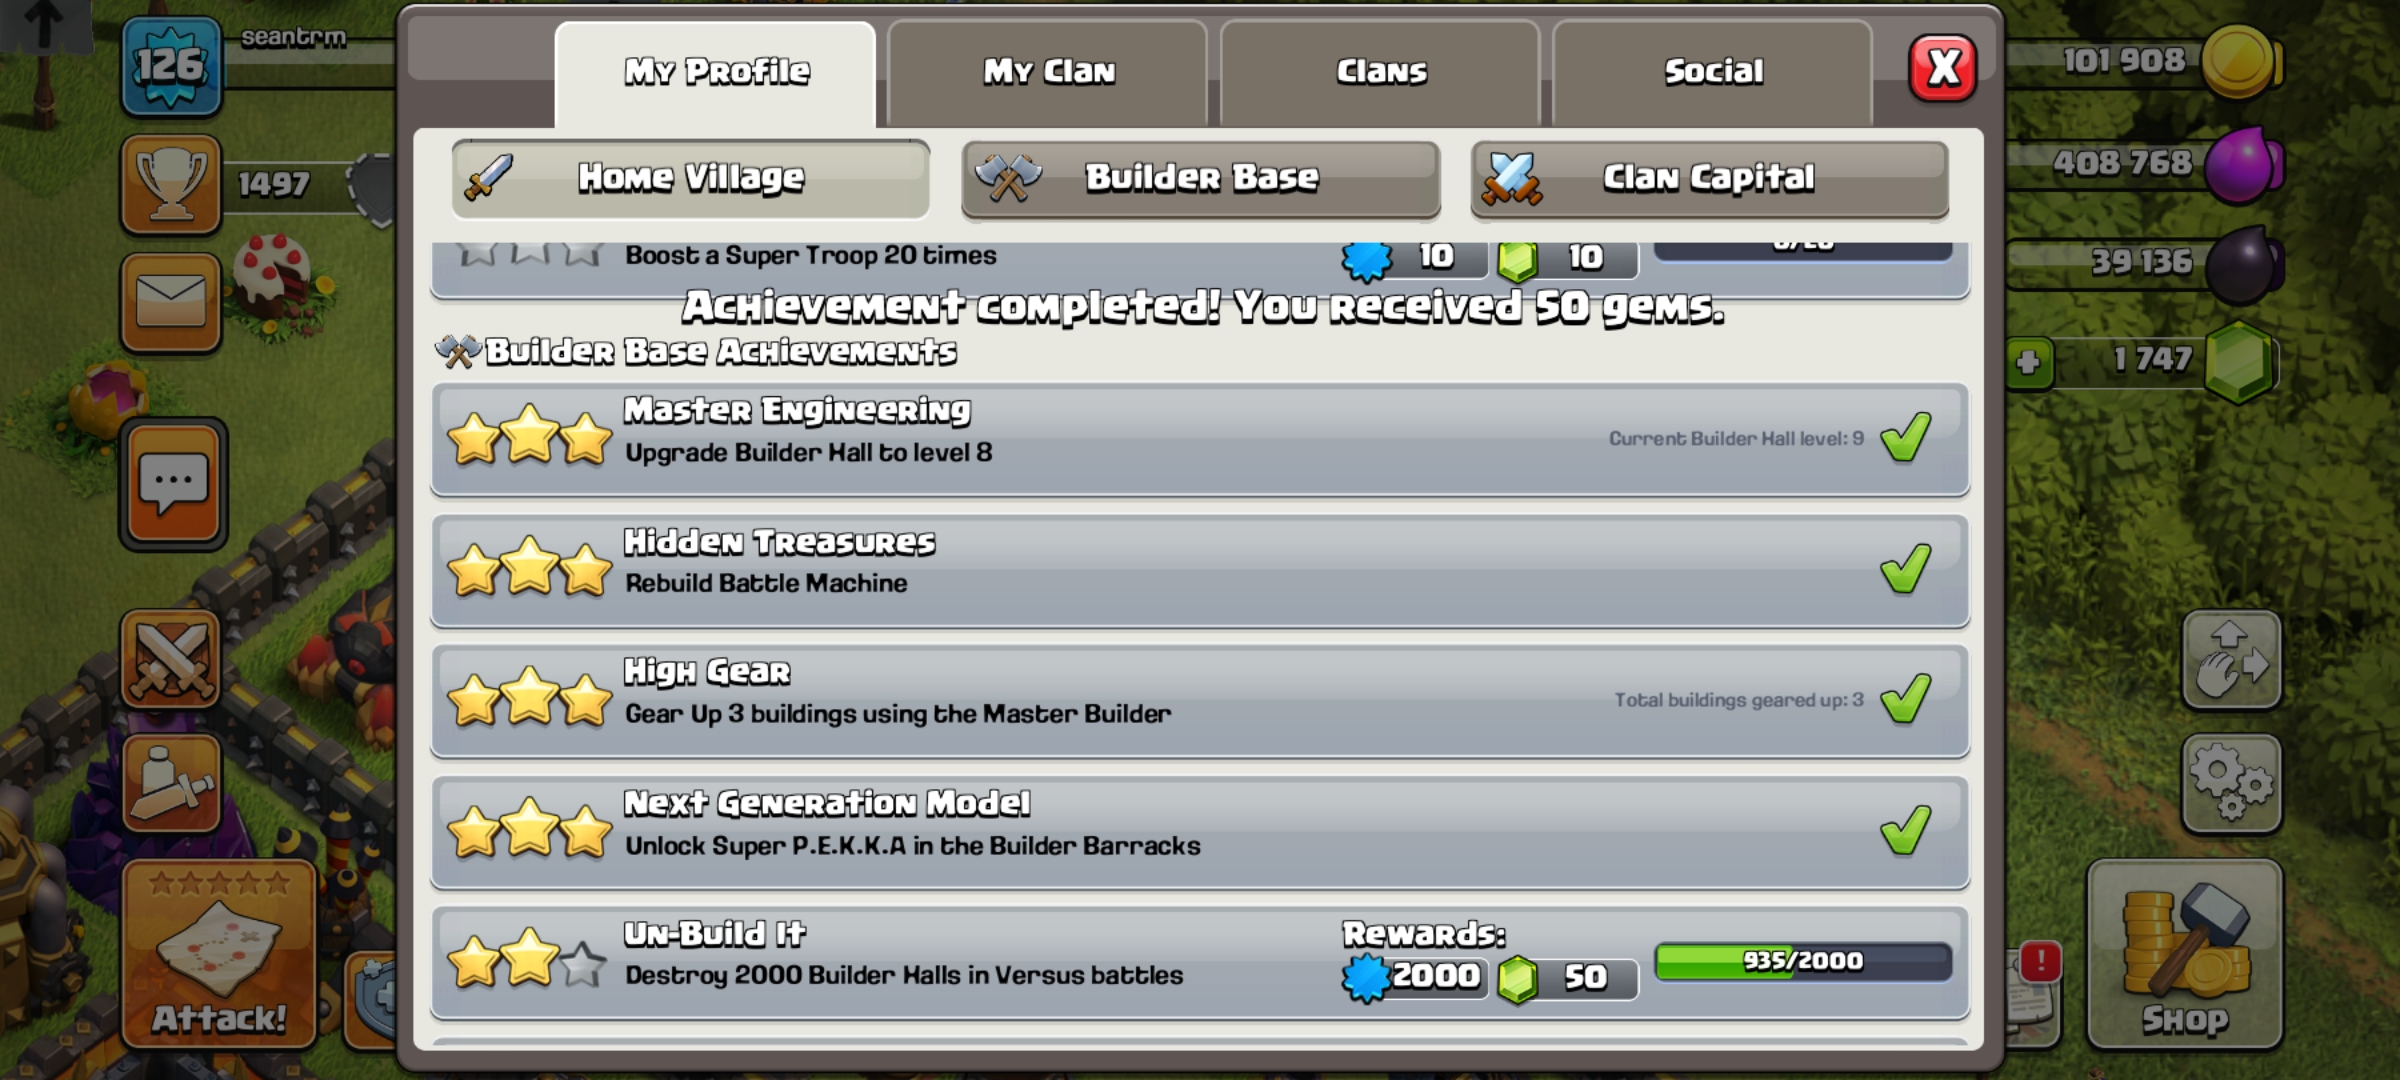 126
seantrm
My Profile
My Clan
Clans
Social
X
101 908
1497
Home Village
Builder Base
Clan Capital
408 768
Boost a Super Troop 20 times
10
10
39 136
Achievement completed! You received 50 gems.
Builder Base Achievements
1 747
Master Engineering
Upgrade Builder Hall to level 8
Current Builder Hall level: 9
Hidden Treasures
Rebuild Battle Machine
High Gear
Gear Up 3 buildings using the Master Builder
Total buildings geared up: 3
Next Generation Model
Unlock Super P.E.K.K.A in the Builder Barracks
Un-Build It
Destroy 2000 Builder Halls in Versus battles
Rewards:
2000
50
935/2000
!
Attack!
Shop